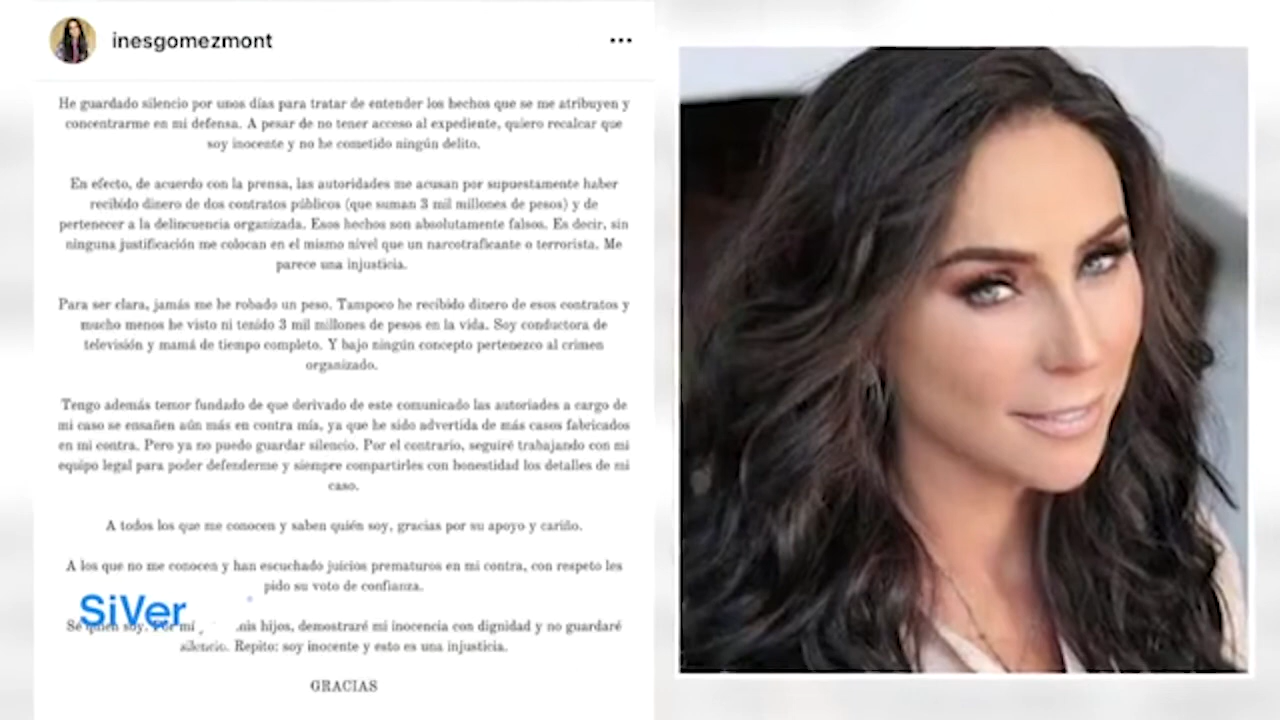 inesgomezmont
He guardado silencio por unos días para tratar de entender los hechos que se me atribuyen y
concentrarme en mi defensa. A pesar de no tener acceso al expediente, quiero recalcar que
soy inocente y no he cometido ningún delito.
En efecto, de acuerdo con la prensa, las autoridades me acusan por supuestamente haber
recibido dinero de dos contratos públicos (que suman 3 mil millones de pesos) y de
pertenecer a la delincuencia organizada. Esos hechos son absolutamente falsos. Es decir, sin
ninguna justificación me colocan en el mismo nivel que un narcotraficante o terrorista. Me
parece una injusticia.
Para ser clara, jamás me he robado un peso. Tampoco he recibido dinero de esos contratos y
mucho menos he visto ni tenido 3 mil millones de pesos en la vida. Soy conductora de
televisión y mamá de tiempo completo. Y bajo ningún concepto pertenezco al crimen
organizado.
Tengo además temor fundado de que derivado de este comunicado las autoriades a cargo de
mi caso se ensañen aún más en contra mía, ya que he sido advertida de más casos fabricados
en mi contra. Pero ya no puedo guardar silencio. Por el contrario, seguiré trabajando con mi
equipo legal para poder defenderme y siempre compartirles con honestidad los detalles de mi
caso.
A todos los que me conocen y saben quién soy, gracias por su apoyo y cariño.
A los que no me conocen y han escuchado juicios prematuros en mi contra, con respeto les
pido su voto de confianza.
SiVer
Sé quién soy. Por mí mis hijos, demostraré mi inocencia con dignidad y no guardaré
silencio. Repito: soy inocente y esto es una injusticia.
GRACIAS